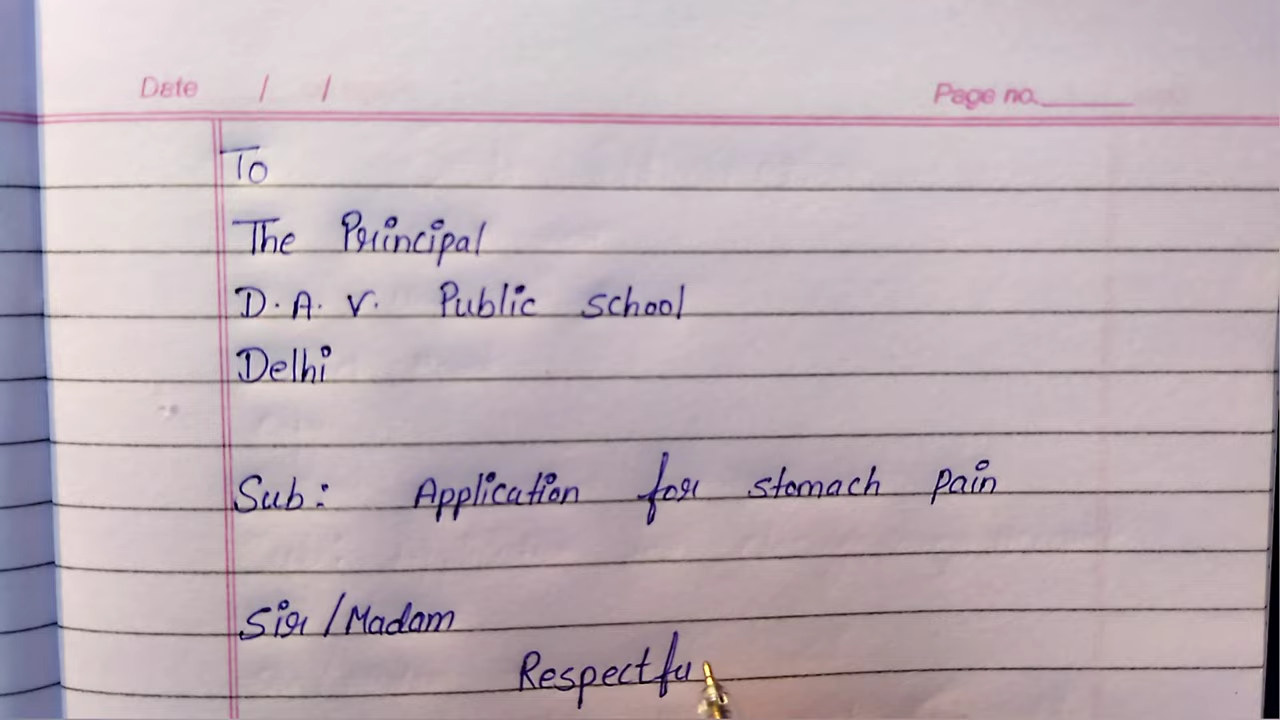 Date / /
Page no.
To
The Principal
D.A.V. Public school
Delhi
Sub: Application for stomach pain
Sir/Madam
Respectfu